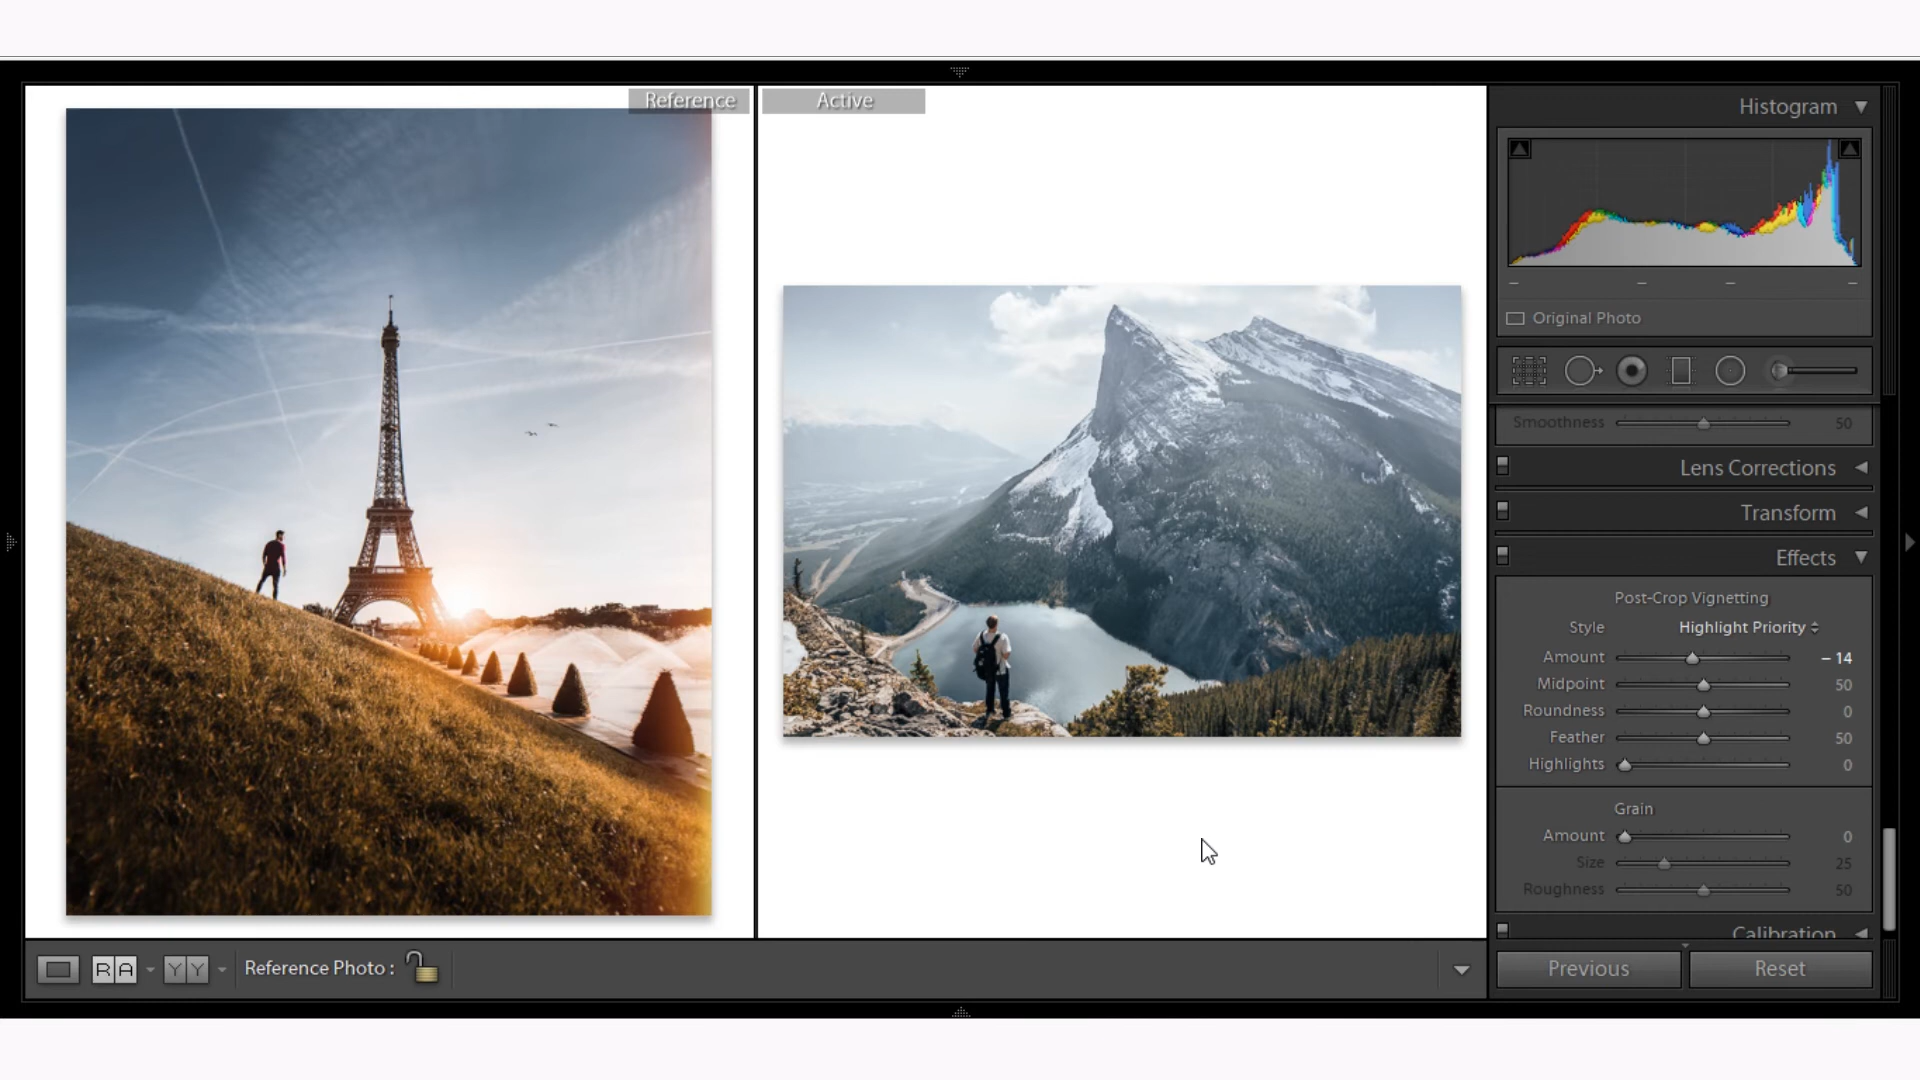 Reference
Active
Histogram
Original Photo
Smoothness 50
Lens Corrections
Transform
Effects
Post-Crop Vignetting
Style Highlight Priority
Amount – 14
Midpoint 50
Roundness 0
Feather 50
Highlights 0
Grain
Amount 0
Size 25
Roughness 50
Calibration
R A
Y Y
Reference Photo :
Previous
Reset